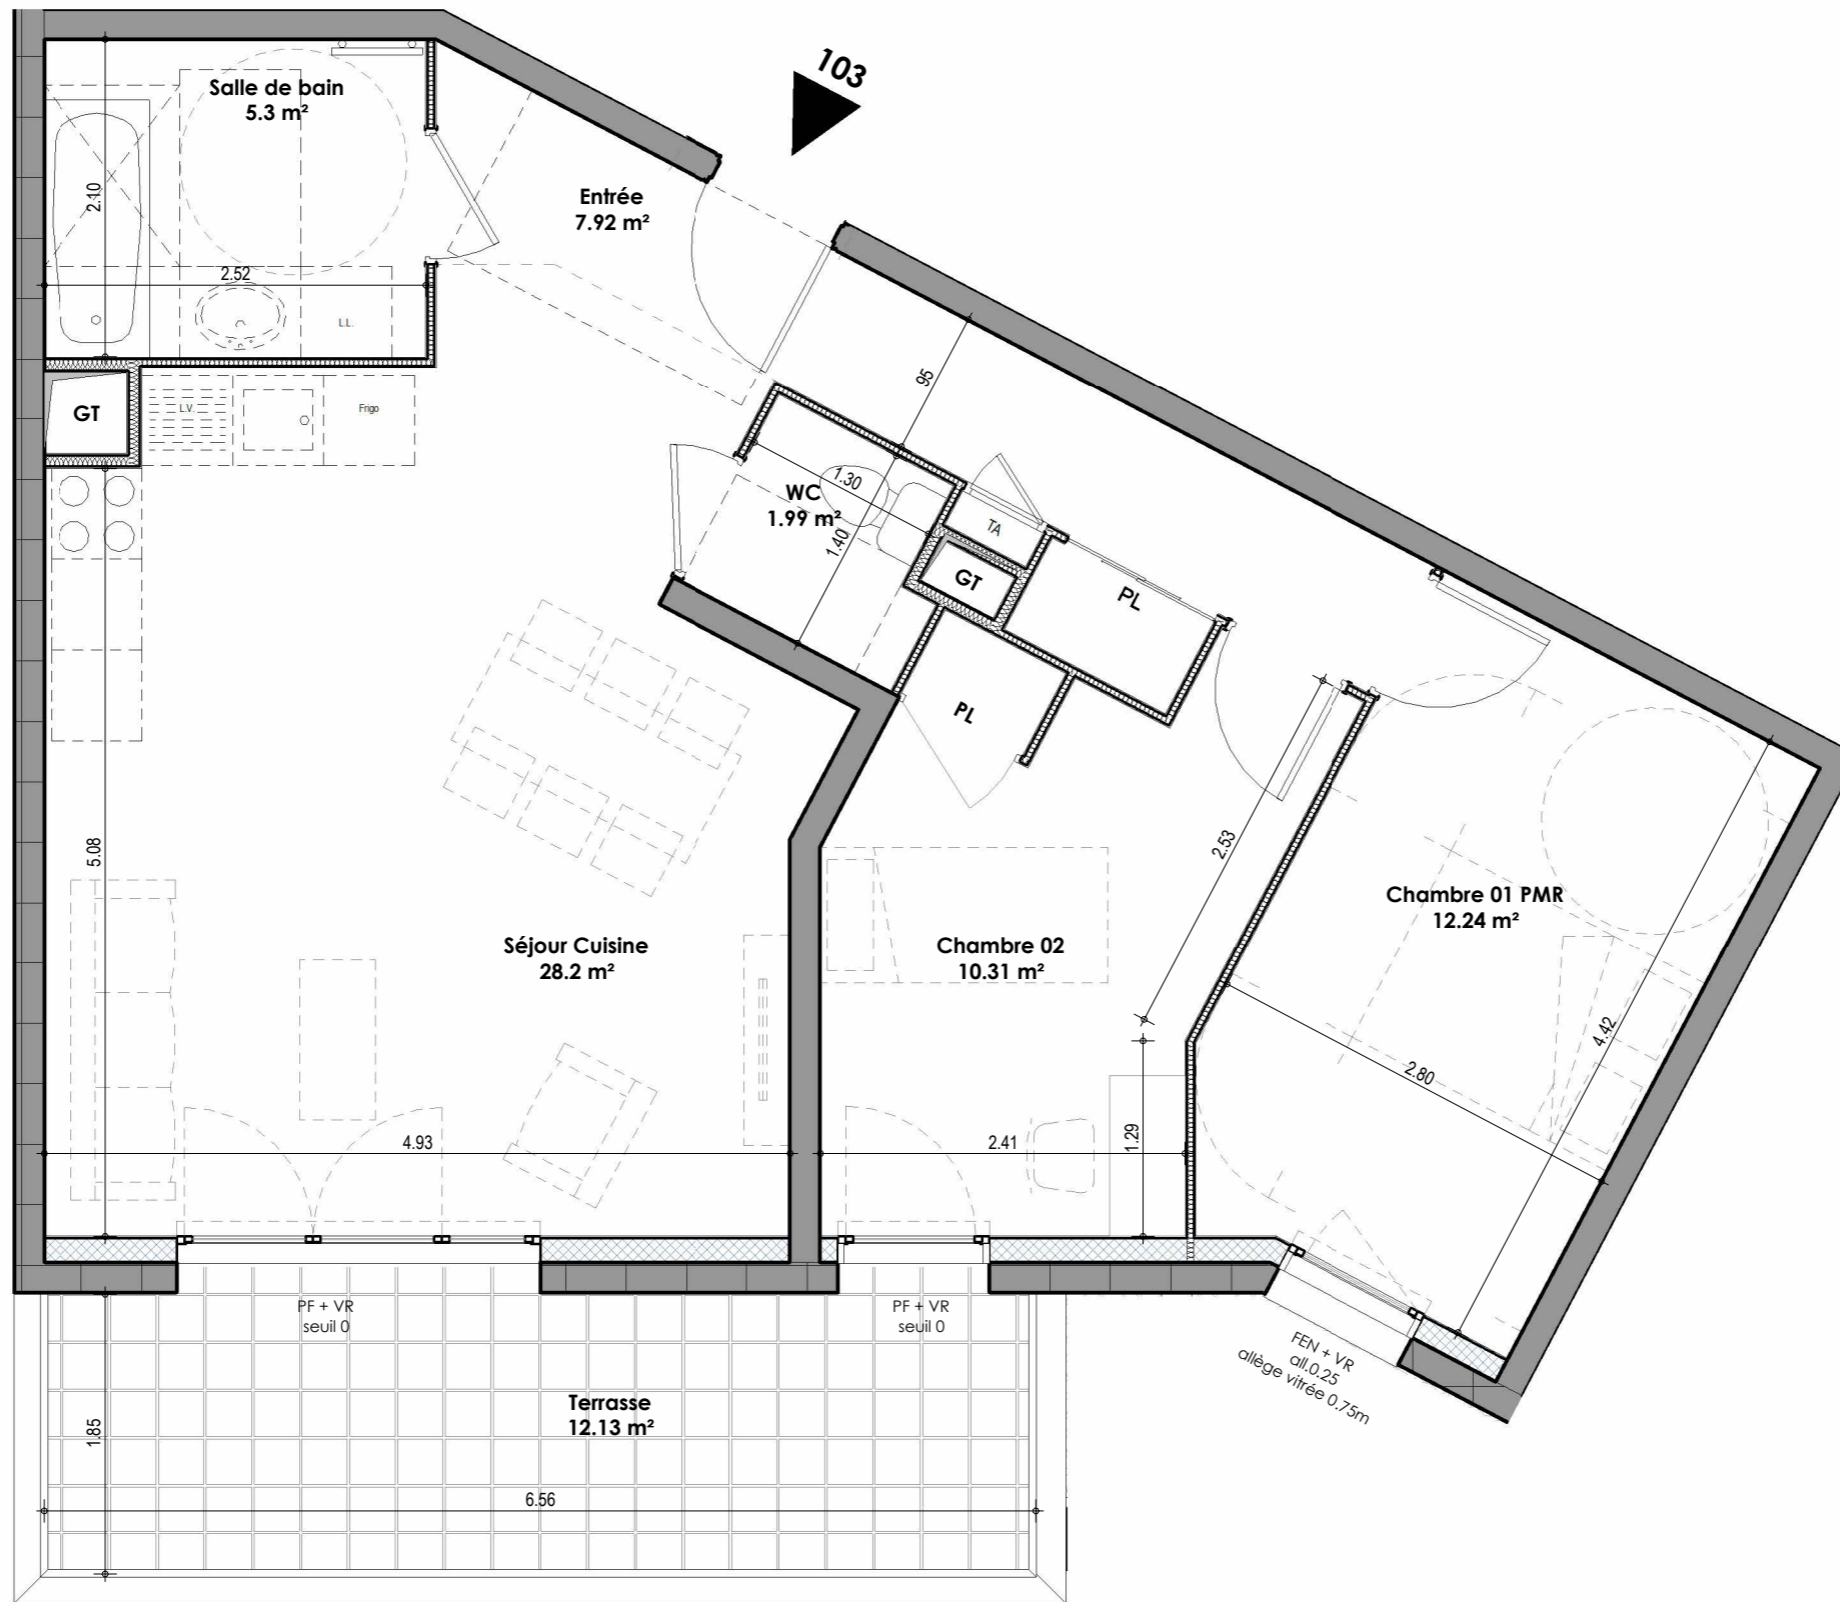 103
Salle de bain
5.3 m²
2.10
Entrée
7.92 m²
2.52
L.L.
GT
L.V.
Frigo
95
1.30
WC
1.99 m²
1.40
TA
GT
PL
PL
5.08
2.53
Séjour Cuisine
28.2 m²
Chambre 02
10.31 m²
Chambre 01 PMR
12.24 m²
4.42
2.80
4.93
2.41
1.29
PF + VR
seuil 0
PF + VR
seuil 0
FEN + VR
all.0.25
allège vitrée 0.75m
Terrasse
12.13 m²
1.85
6.56